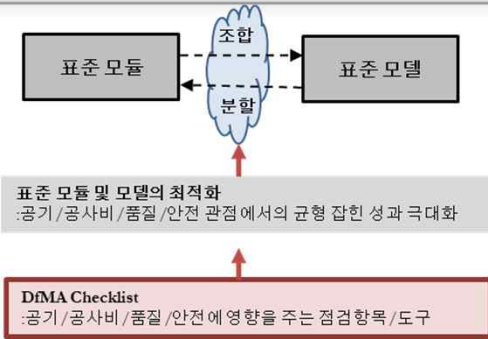 조합
표준 모듈
표준 모델
분할
표준 모듈 및 모델의 최적화
:공기/공사비/품질/안전 관점에서의 균형 잡힌 성과 극대화
DfMA Checklist
:공기/공사비/품질/안전에 영향을 주는 점검항목/도구